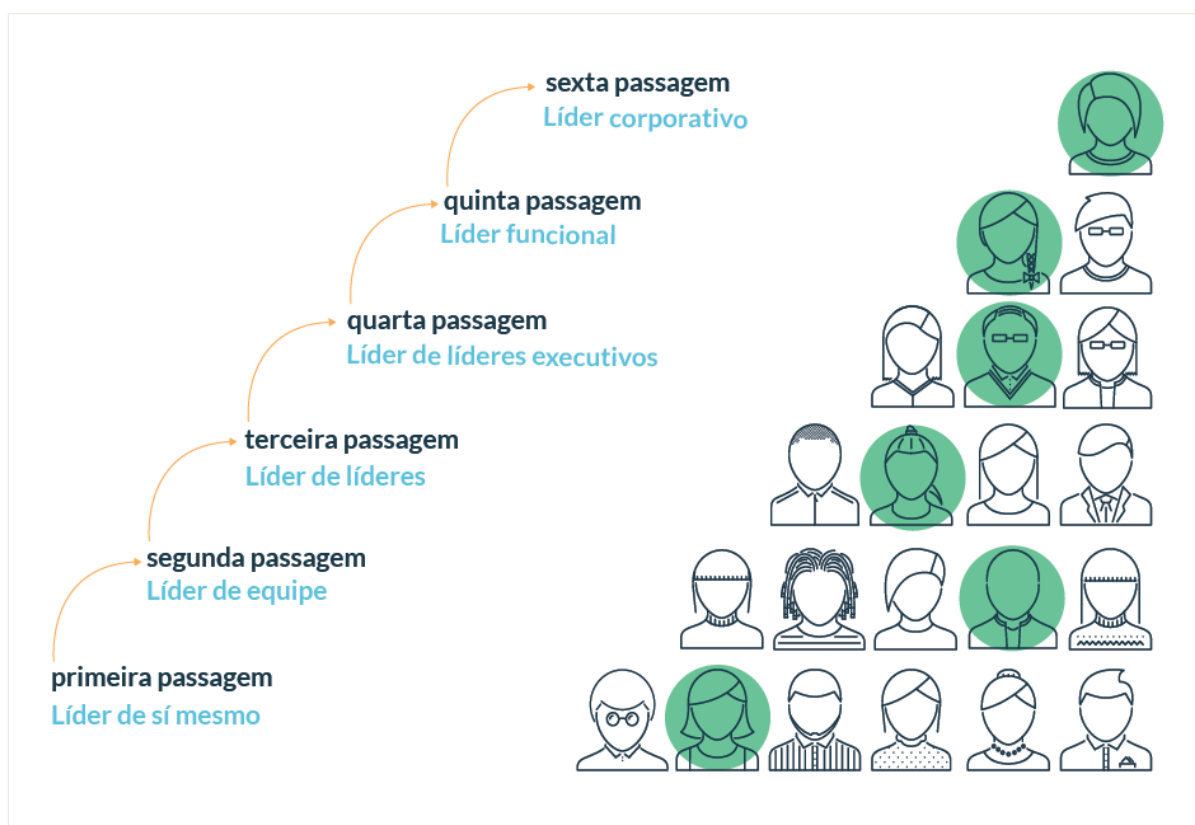 sexta passagem
Líder corporativo
quinta passagem
Líder funcional
quarta passagem
Líder de líderes executivos
terceira passagem
Líder de líderes
segunda passagem
Líder de equipe
primeira passagem
Líder de sí mesmo